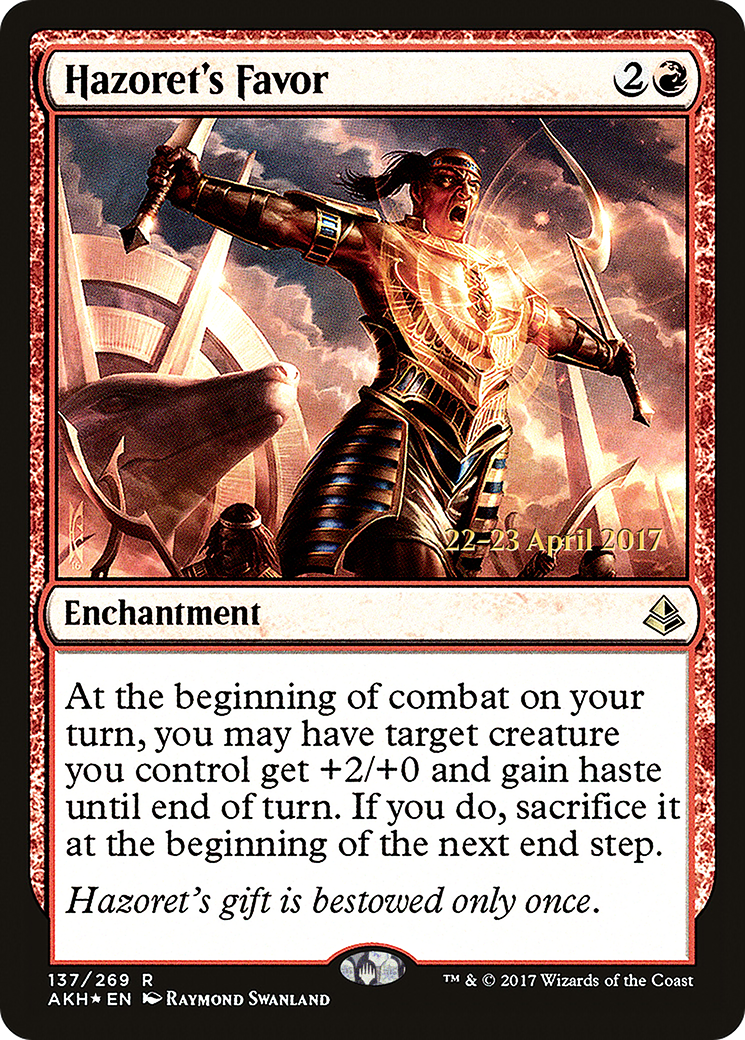 Hazoret's Favor
2
22-23 April 2017
Enchantment
At the beginning of combat on your
turn, you may have target creature
you control get +2/+0 and gain haste
until end of turn. If you do, sacrifice it
at the beginning of the next end step.
Hazoret's gift is bestowed only once.
137/269 R
™ & © 2017 Wizards of the Coast
AKH★EN Raymond Swanland